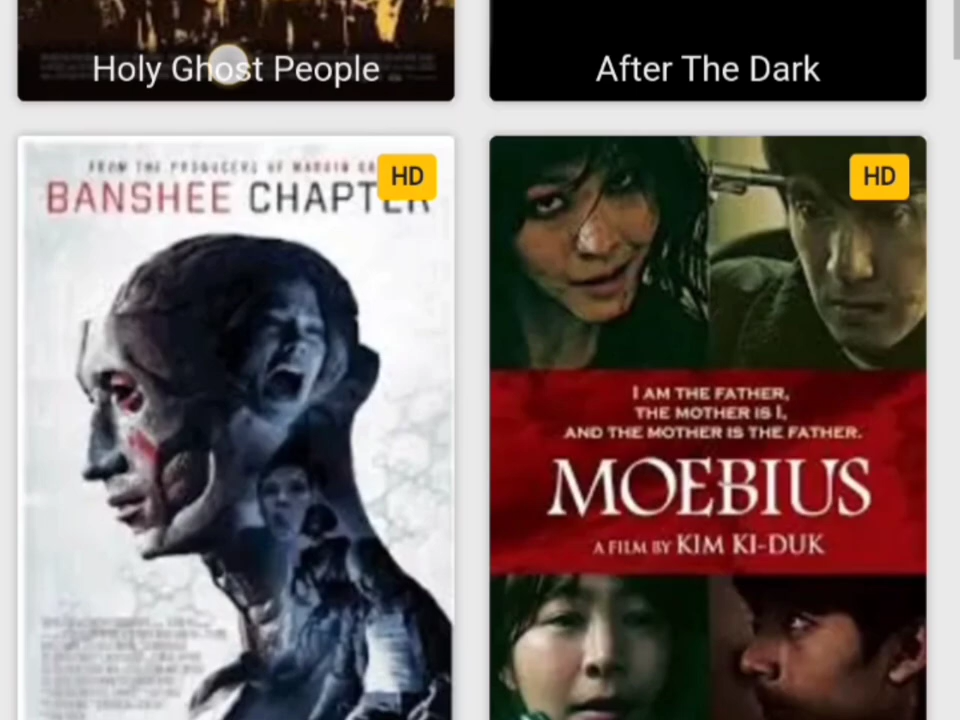 Holy Ghost People
After The Dark
FROM THE PRODUCERS OF MARGIN
HD
BANSHEE CHAPTER
HD
I AM THE FATHER,
THE MOTHER IS I,
AND THE MOTHER IS THE FATHER.
MOEBIUS
A FILM BY KIM KI-DUK